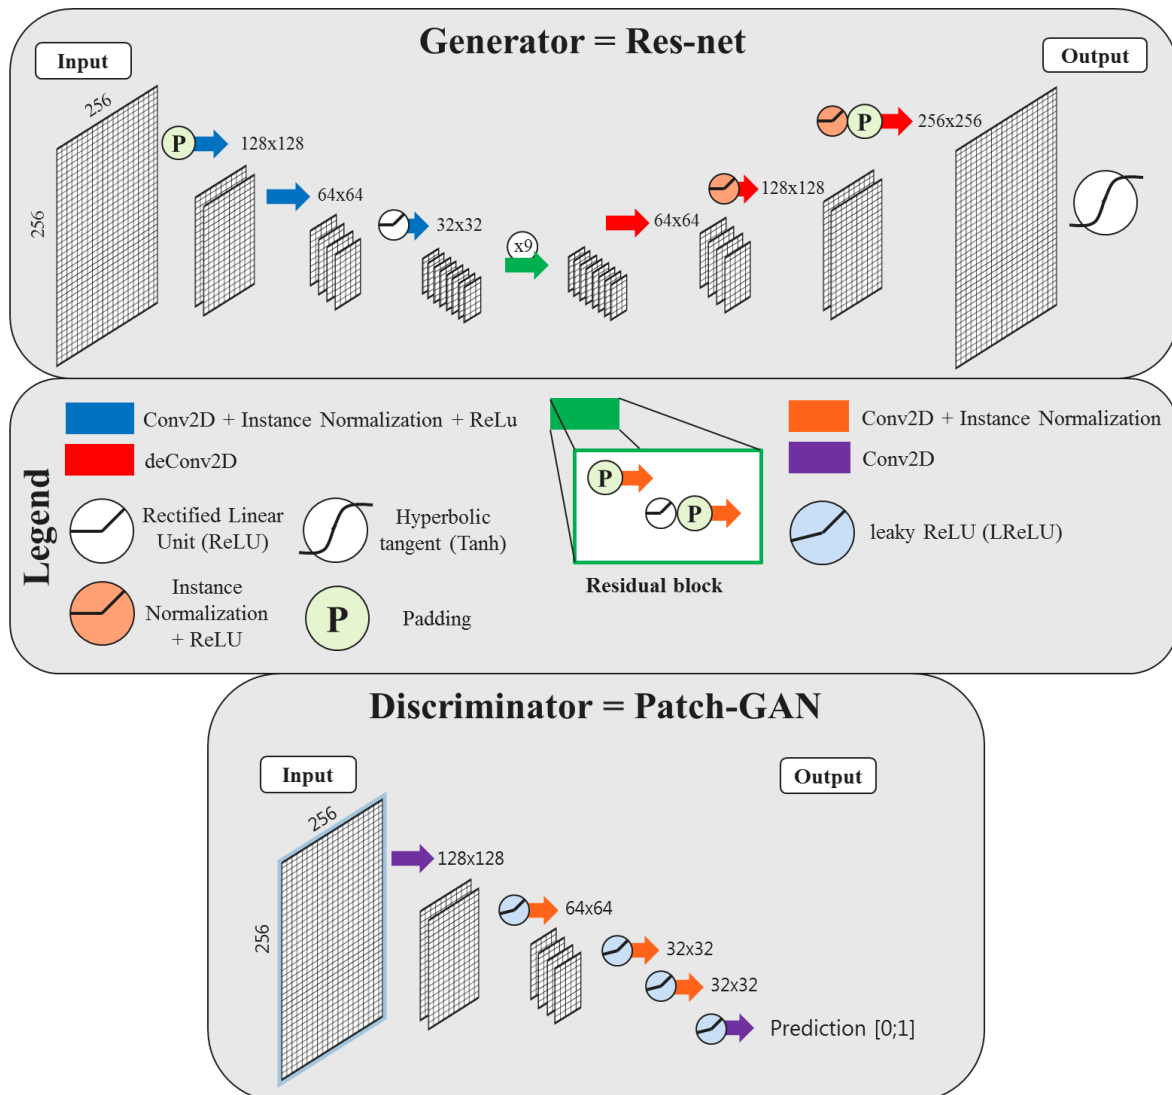 Generator = Res-net
Input
Output
256
256
P
128x128
64x64
32x32
x9
64x64
128x128
P
256x256
Legend
Conv2D + Instance Normalization + ReLu
deConv2D
Rectified Linear
Unit (ReLU)
Hyperbolic
tangent (Tanh)
Instance
Normalization
+ ReLU
P
Padding
P
P
Residual block
Conv2D + Instance Normalization
Conv2D
leaky ReLU (LReLU)
Discriminator = Patch-GAN
Input
Output
256
256
128x128
64x64
32x32
32x32
Prediction [0;1]